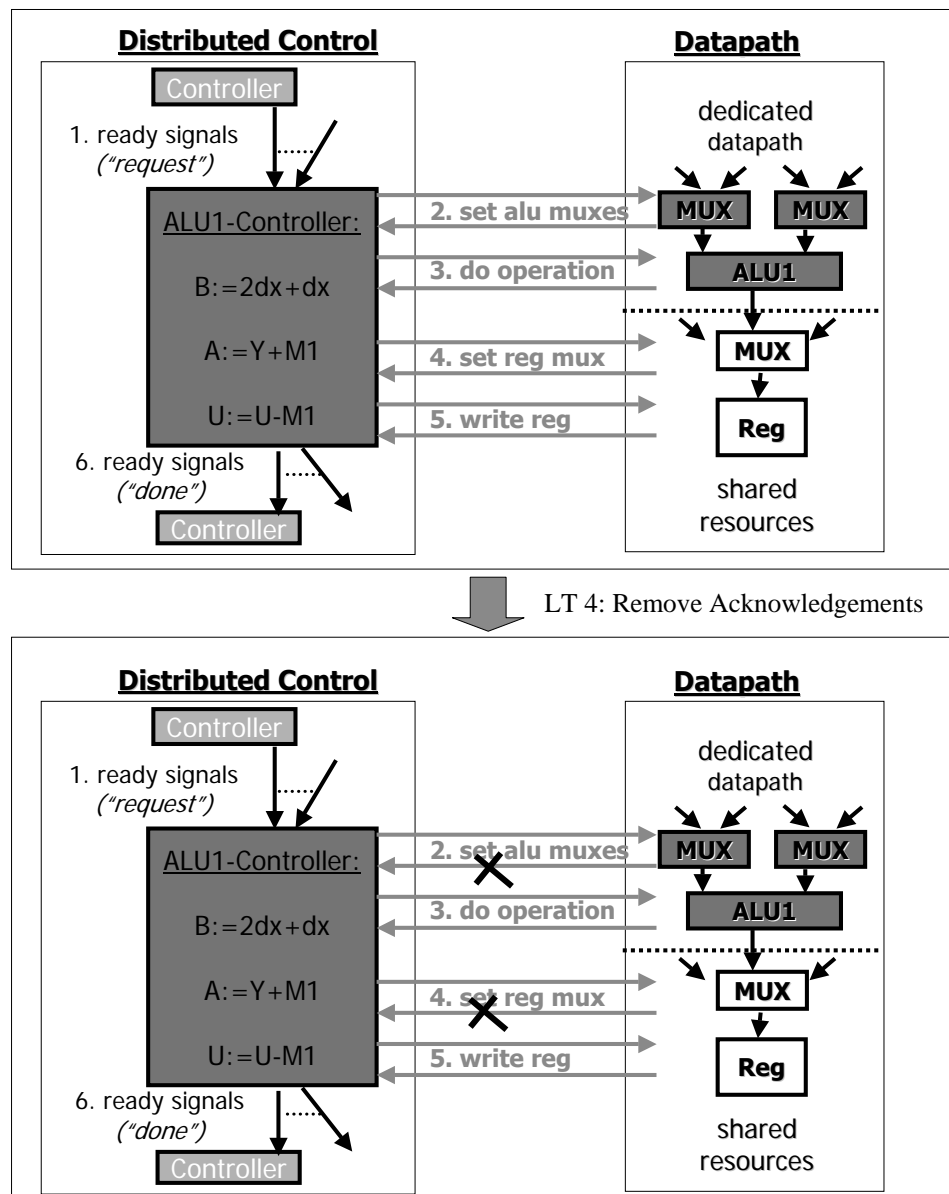 Distributed Control
Datapath
Controller
1. ready signals
("request")
ALU1-Controller:
B:=2dx+dx
A:=Y+M1
U:=U-M1
2. set alu muxes
3. do operation
4. set reg mux
5. write reg
6. ready signals
("done")
Controller
dedicated
datapath
MUX MUX
ALU1
MUX
Reg
shared
resources
LT 4: Remove Acknowledgements
Distributed Control
Datapath
Controller
1. ready signals
("request")
ALU1-Controller:
B:=2dx+dx
A:=Y+M1
U:=U-M1
2. set alu muxes
3. do operation
4. set reg mux
5. write reg
6. ready signals
("done")
Controller
dedicated
datapath
MUX MUX
ALU1
MUX
Reg
shared
resources